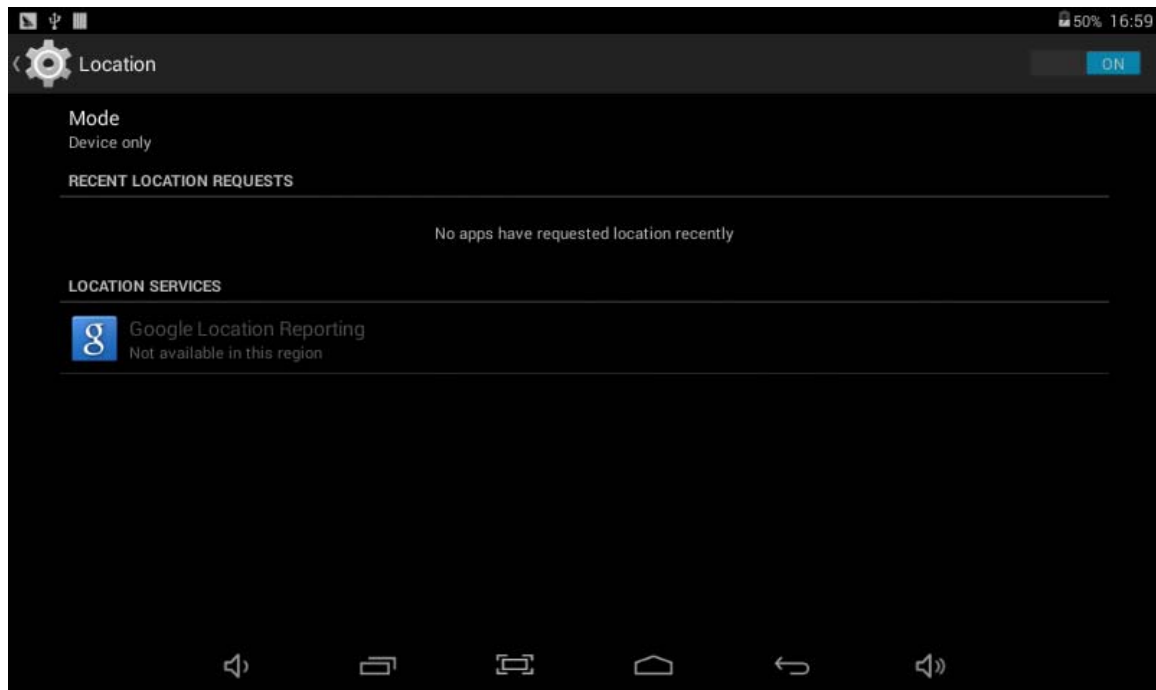 50% 16:59
Location
ON
Mode
Device only
RECENT LOCATION REQUESTS
No apps have requested location recently
LOCATION SERVICES
g
Google Location Reporting
Not available in this region